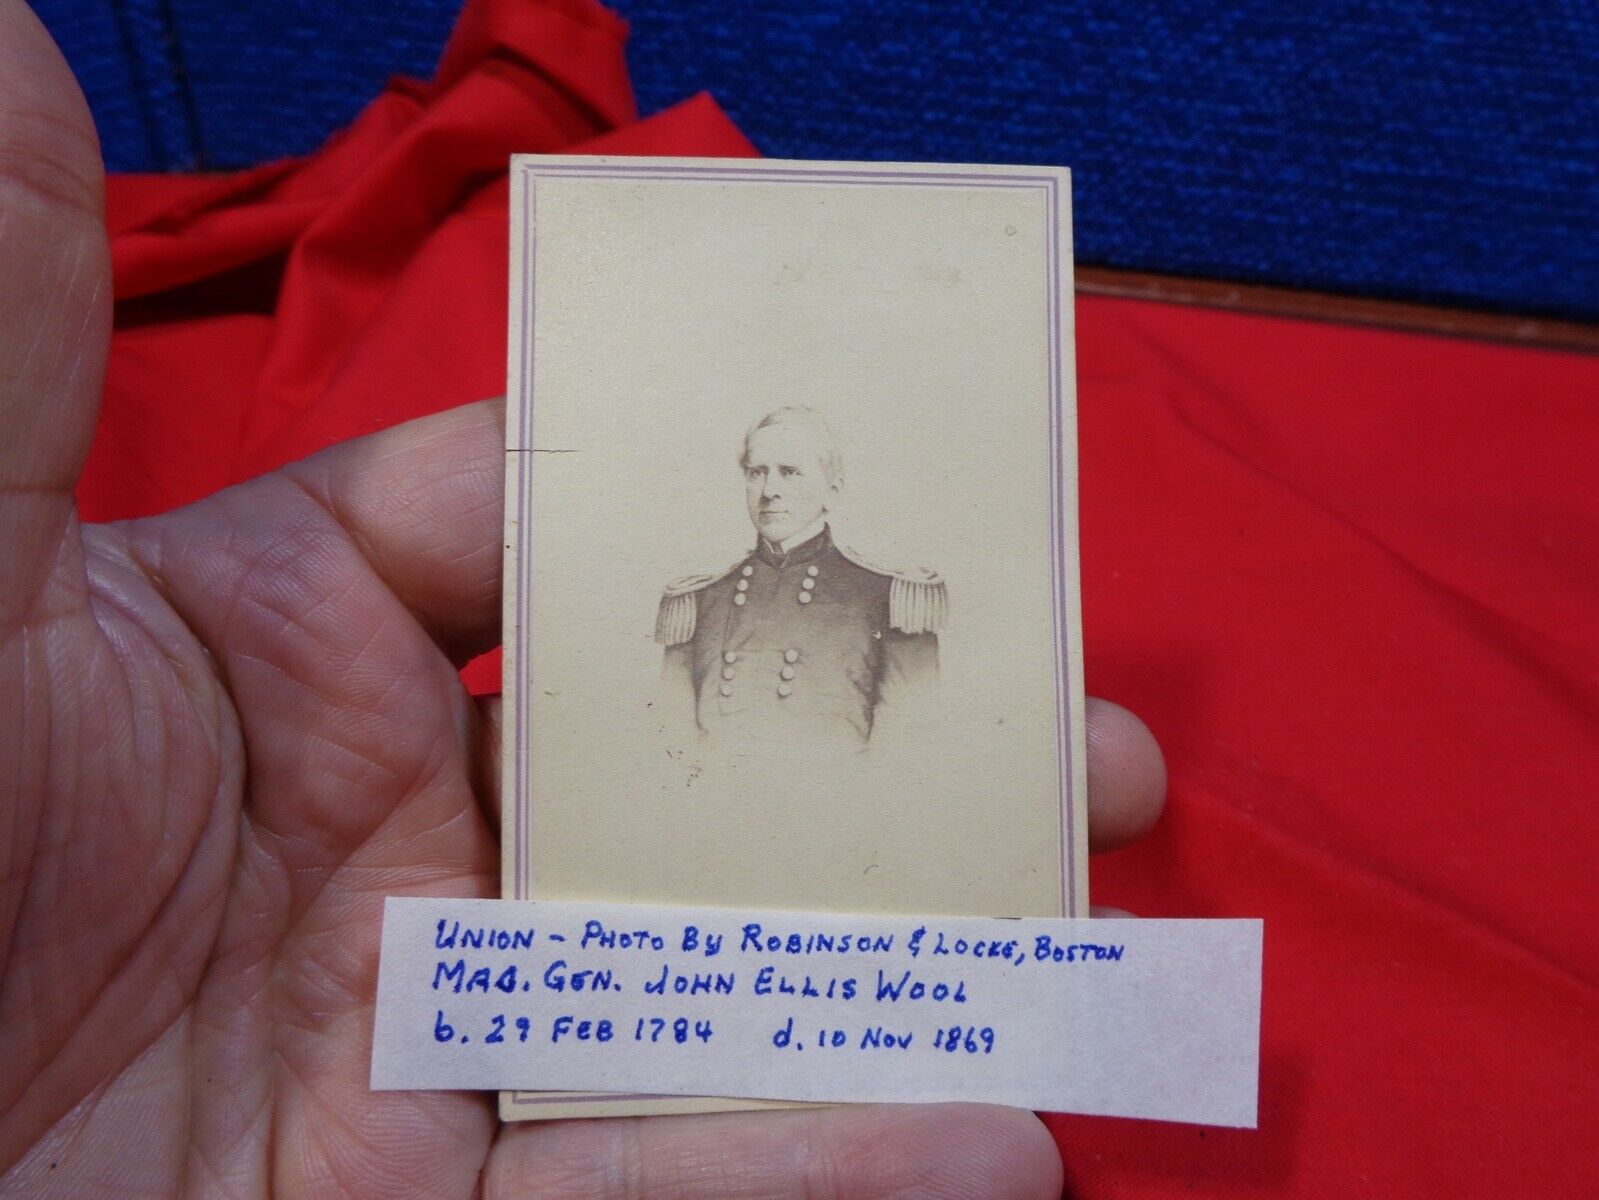 UNION - PHOTO BY ROBINSON & LOCKE, BOSTON
MAJ. GEN. JOHN ELLIS WOOL
b. 29 FEB 1784 d. 10 NOV 1869